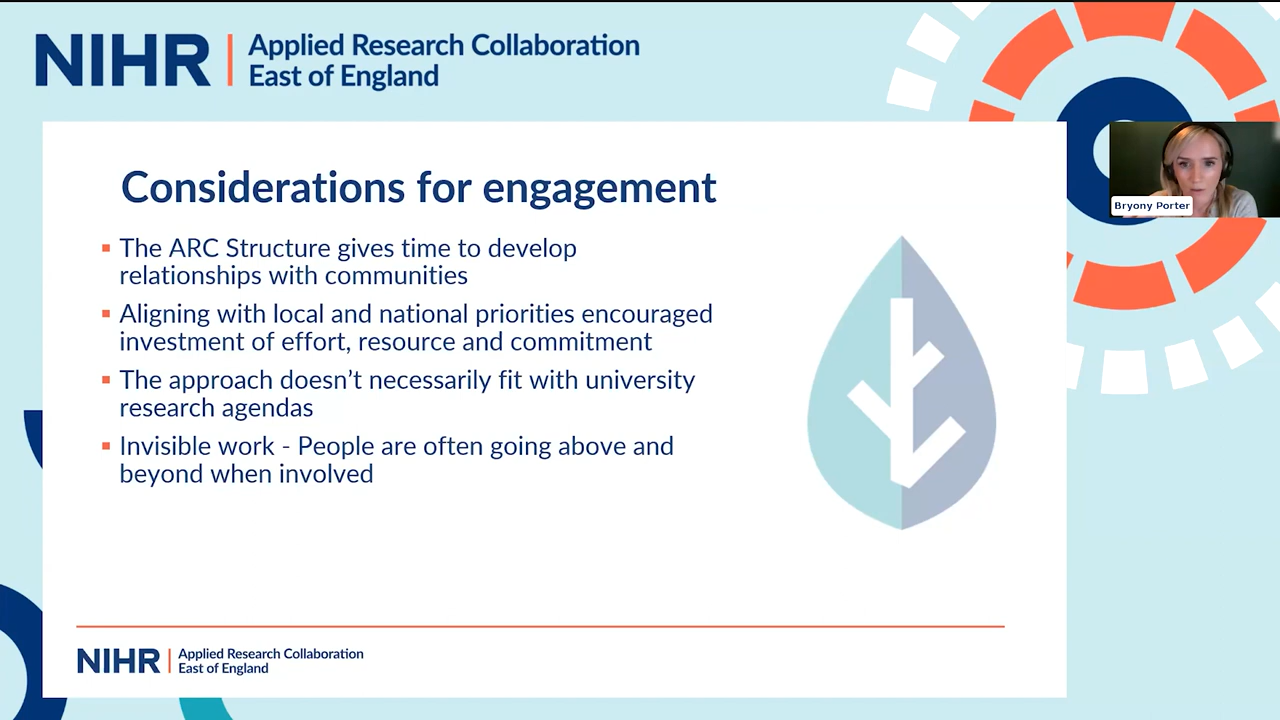 NIHR | Applied Research Collaboration
East of England
Considerations for engagement
Bryony Porter
▪ The ARC Structure gives time to develop
relationships with communities
▪ Aligning with local and national priorities encouraged
investment of effort, resource and commitment
▪ The approach doesn’t necessarily fit with university
research agendas
▪ Invisible work - People are often going above and
beyond when involved
NIHR | Applied Research Collaboration
East of England